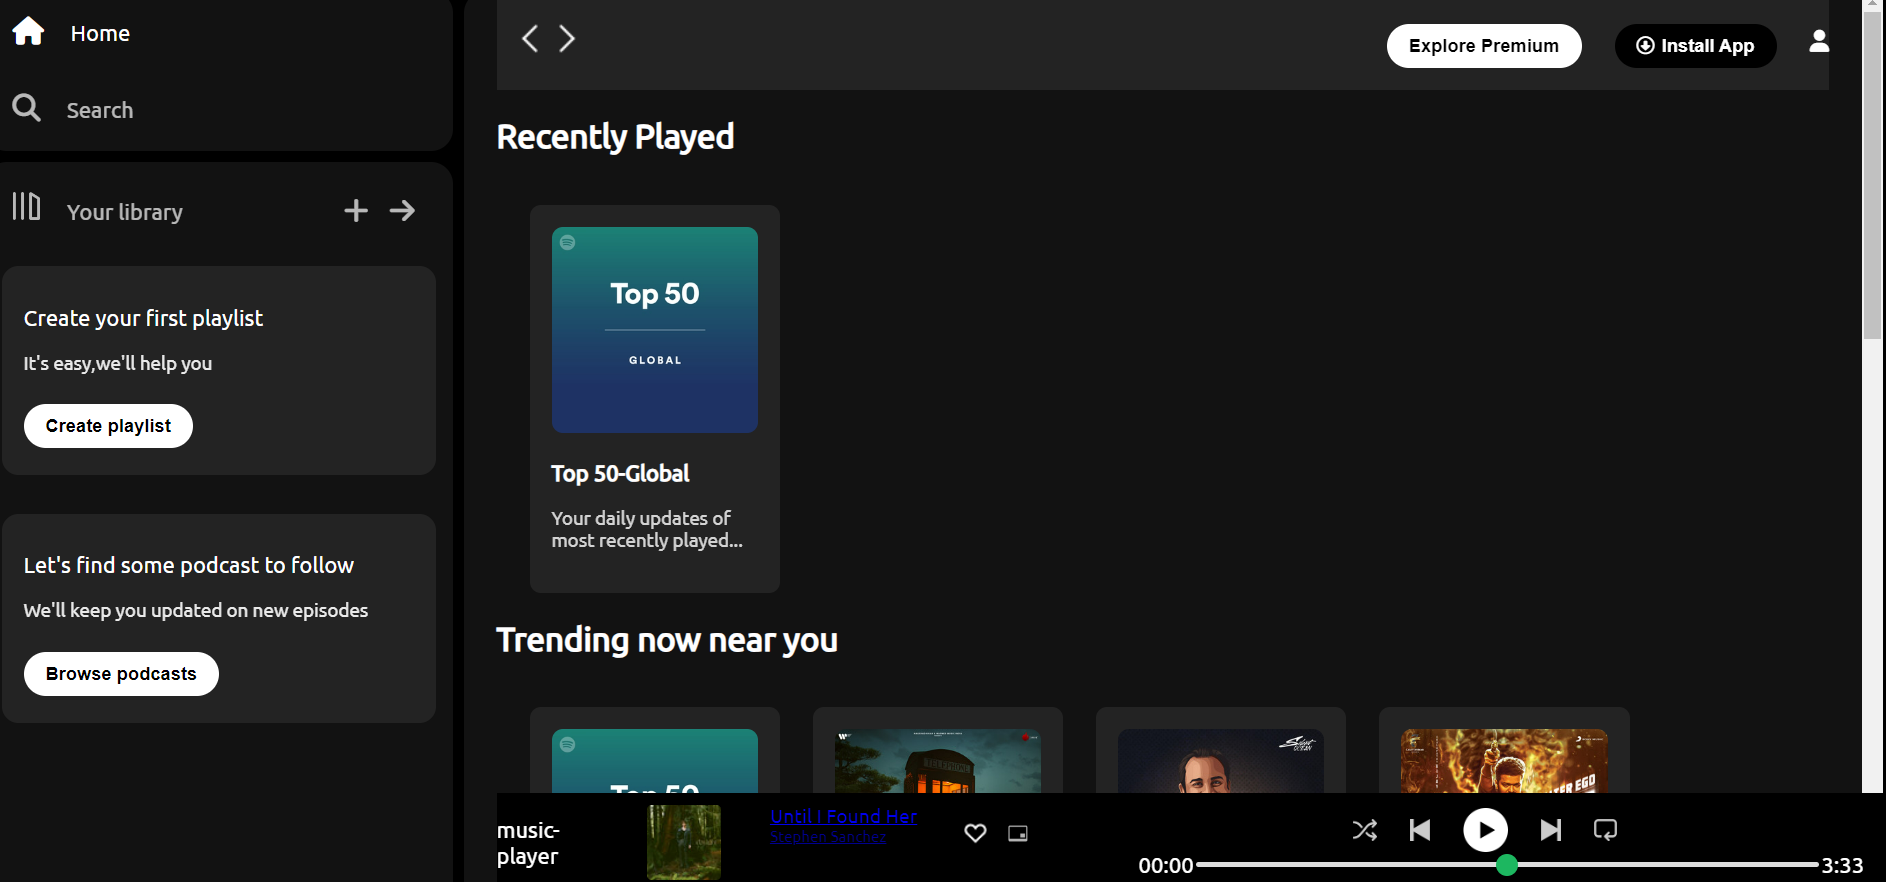 Home
Search
Your library
Create your first playlist
It's easy,we'll help you
Create playlist
Let's find some podcast to follow
We'll keep you updated on new episodes
Browse podcasts
Explore Premium
Install App
Recently Played
Top 50
GLOBAL
Top 50-Global
Your daily updates of
most recently played...
Trending now near you
Top 50
TELEPHONE
music-
player
Until I Found Her
Stephen Sanchez
00:00
3:33